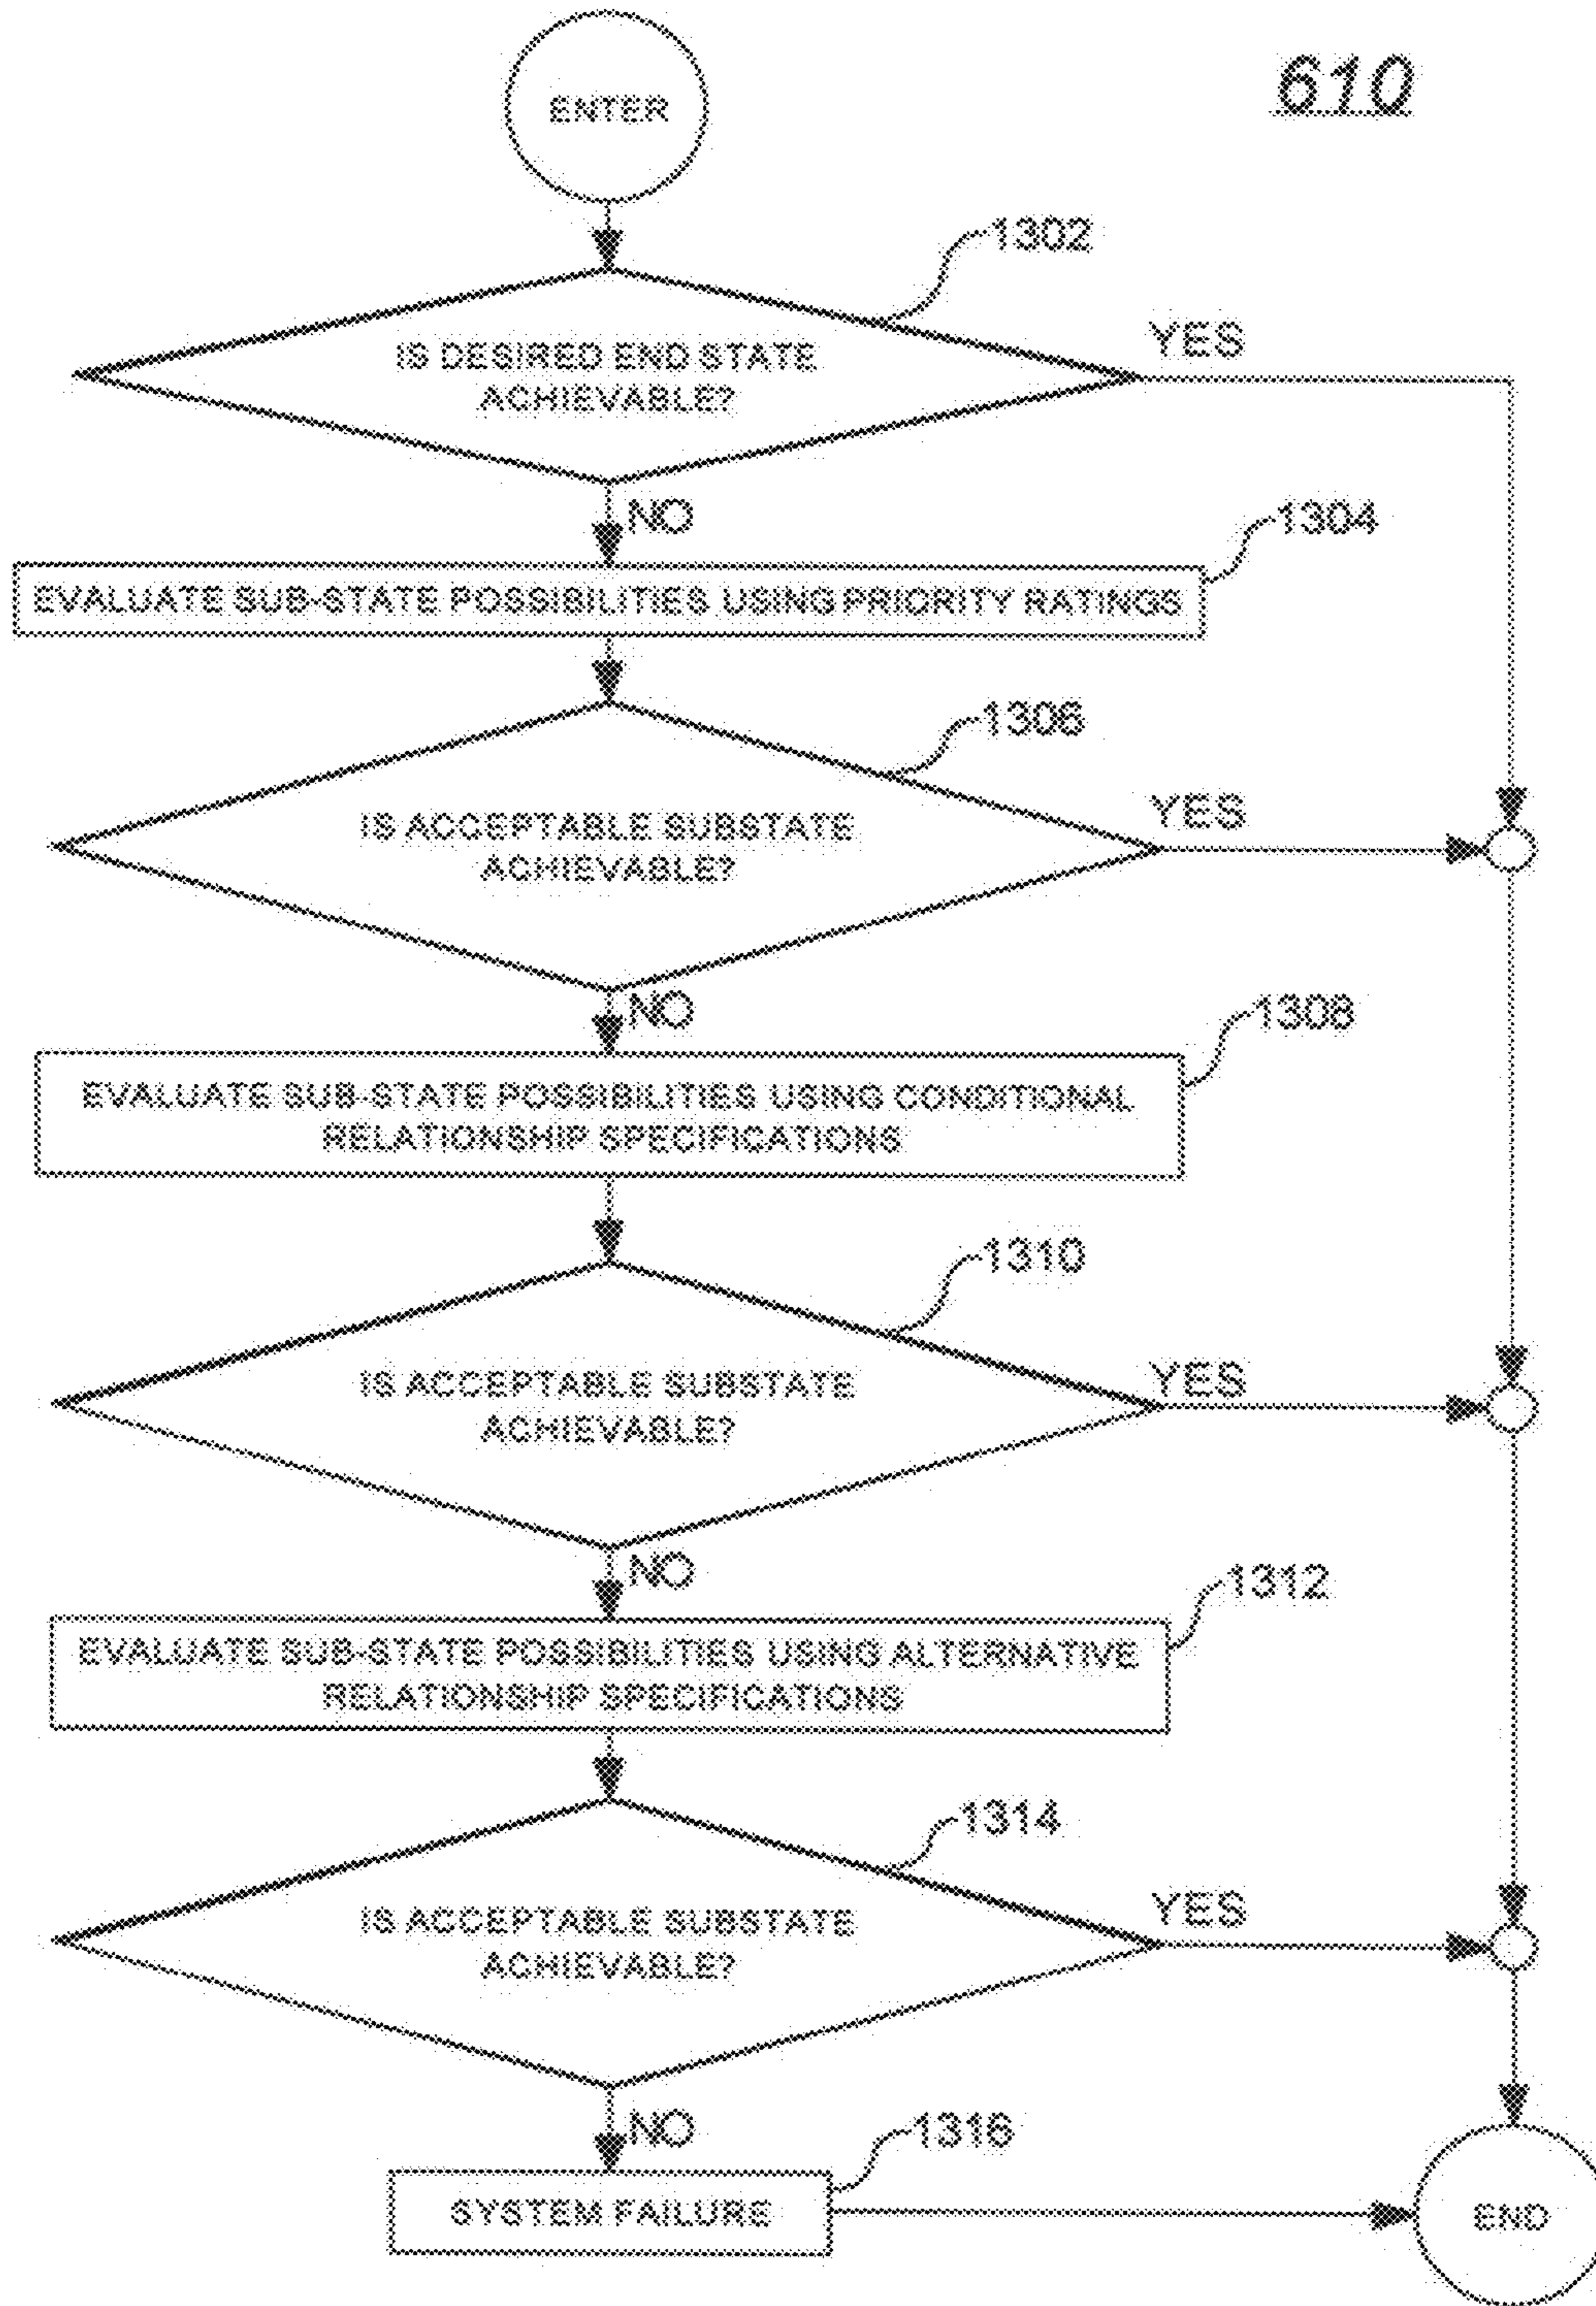 610
ENTER
1302
IS DESIRED END STATE
ACHIEVABLE?
YES
NO
1304
EVALUATE SUB-STATE POSSIBILITIES USING PRIORITY RATINGS
1306
IS ACCEPTABLE SUBSTATE
ACHIEVABLE?
YES
NO
1308
EVALUATE SUB-STATE POSSIBILITIES USING CONDITIONAL
RELATIONSHIP SPECIFICATIONS
1310
IS ACCEPTABLE SUBSTATE
ACHIEVABLE?
YES
NO
1312
EVALUATE SUB-STATE POSSIBILITIES USING ALTERNATIVE
RELATIONSHIP SPECIFICATIONS
1314
IS ACCEPTABLE SUBSTATE
ACHIEVABLE?
YES
NO
1316
SYSTEM FAILURE
END